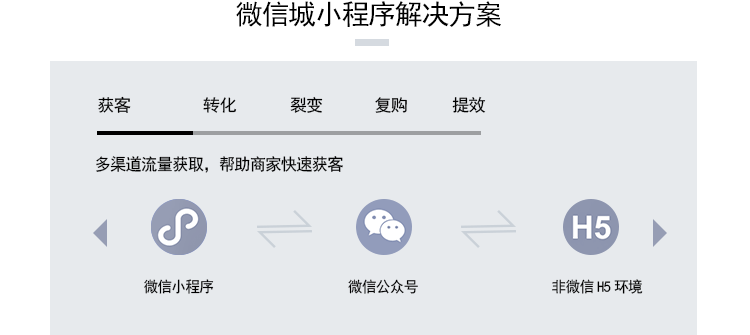 微信城小程序解决方案
获客 转化 裂变 复购 提效
多渠道流量获取，帮助商家快速获客
H5
微信小程序 微信公众号 非微信 H5 环境